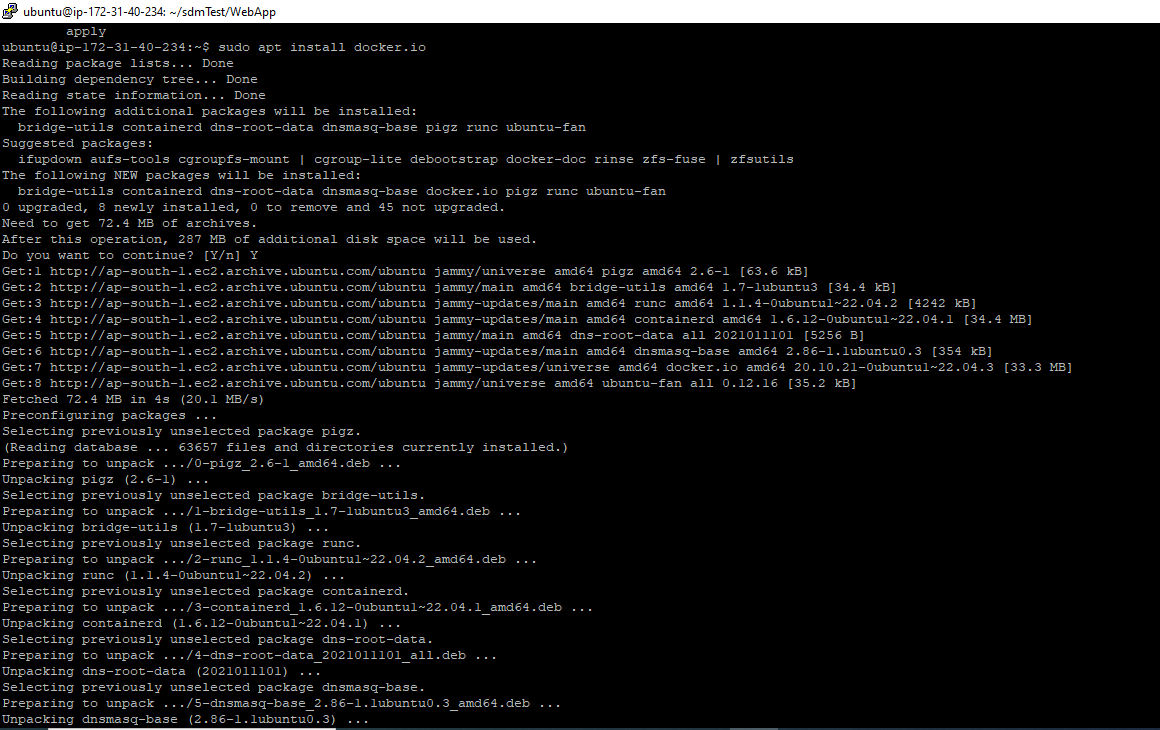 ubuntu@ip-172-31-40-234: ~/sdmTest/WebApp
apply
ubuntu@ip-172-31-40-234:~$ sudo apt install docker.io
Reading package lists... Done
Building dependency tree... Done
Reading state information... Done
The following additional packages will be installed:
bridge-utils containerd dns-root-data dnsmasq-base pigz runc ubuntu-fan
Suggested packages:
ifupdown aufs-tools cgroupfs-mount | cgroup-lite debootstrap docker-doc rinse zfs-fuse | zfsutils
The following NEW packages will be installed:
bridge-utils containerd dns-root-data dnsmasq-base docker.io pigz runc ubuntu-fan
0 upgraded, 8 newly installed, 0 to remove and 45 not upgraded.
Need to get 72.4 MB of archives.
After this operation, 287 MB of additional disk space will be used.
Do you want to continue? [Y/n] Y
Get:1 http://ap-south-1.ec2.archive.ubuntu.com/ubuntu jammy/universe amd64 pigz amd64 2.6-1 [63.6 kB]
Get:2 http://ap-south-1.ec2.archive.ubuntu.com/ubuntu jammy/main amd64 bridge-utils amd64 1.7-1ubuntu3 [34.4 kB]
Get:3 http://ap-south-1.ec2.archive.ubuntu.com/ubuntu jammy-updates/main amd64 runc amd64 1.1.4-0ubuntu1~22.04.2 [4242 kB]
Get:4 http://ap-south-1.ec2.archive.ubuntu.com/ubuntu jammy-updates/main amd64 containerd amd64 1.6.12-0ubuntu1~22.04.1 [34.4 MB]
Get:5 http://ap-south-1.ec2.archive.ubuntu.com/ubuntu jammy/main amd64 dns-root-data all 2021011101 [5256 B]
Get:6 http://ap-south-1.ec2.archive.ubuntu.com/ubuntu jammy-updates/main amd64 dnsmasq-base amd64 2.86-1.1ubuntu0.3 [354 kB]
Get:7 http://ap-south-1.ec2.archive.ubuntu.com/ubuntu jammy-updates/universe amd64 docker.io amd64 20.10.21-0ubuntu1~22.04.3 [33.3 MB]
Get:8 http://ap-south-1.ec2.archive.ubuntu.com/ubuntu jammy/universe amd64 ubuntu-fan all 0.12.16 [35.2 kB]
Fetched 72.4 MB in 4s (20.1 MB/s)
Preconfiguring packages ...
Selecting previously unselected package pigz.
(Reading database ... 63657 files and directories currently installed.)
Preparing to unpack .../0-pigz_2.6-1_amd64.deb ...
Unpacking pigz (2.6-1) ...
Selecting previously unselected package bridge-utils.
Preparing to unpack .../1-bridge-utils_1.7-1ubuntu3_amd64.deb ...
Unpacking bridge-utils (1.7-1ubuntu3) ...
Selecting previously unselected package runc.
Preparing to unpack .../2-runc_1.1.4-0ubuntu1~22.04.2_amd64.deb ...
Unpacking runc (1.1.4-0ubuntu1~22.04.2) ...
Selecting previously unselected package containerd.
Preparing to unpack .../3-containerd_1.6.12-0ubuntu1~22.04.1_amd64.deb ...
Unpacking containerd (1.6.12-0ubuntu1~22.04.1) ...
Selecting previously unselected package dns-root-data.
Preparing to unpack .../4-dns-root-data_2021011101_all.deb ...
Unpacking dns-root-data (2021011101) ...
Selecting previously unselected package dnsmasq-base.
Preparing to unpack .../5-dnsmasq-base_2.86-1.1ubuntu0.3_amd64.deb ...
Unpacking dnsmasq-base (2.86-1.1ubuntu0.3) ...